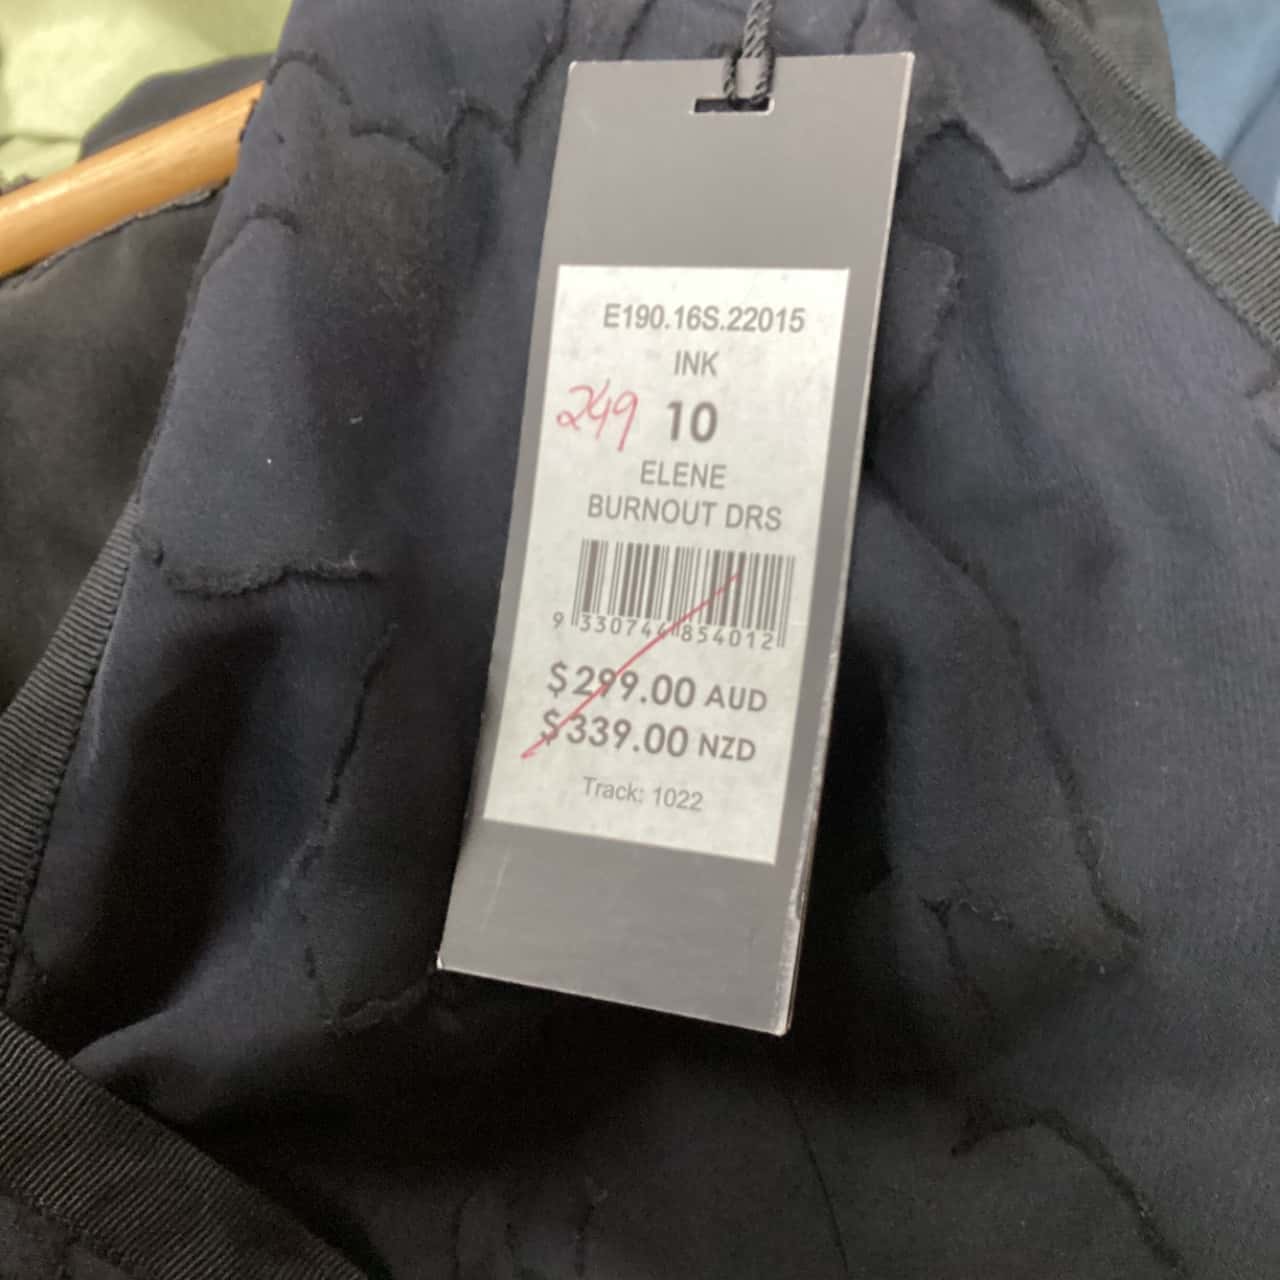 E190.16S.22015
INK
249 10
ELENE
BURNOUT DRS
9 330744 854012
$299.00 AUD
$339.00 NZD
Track: 1022